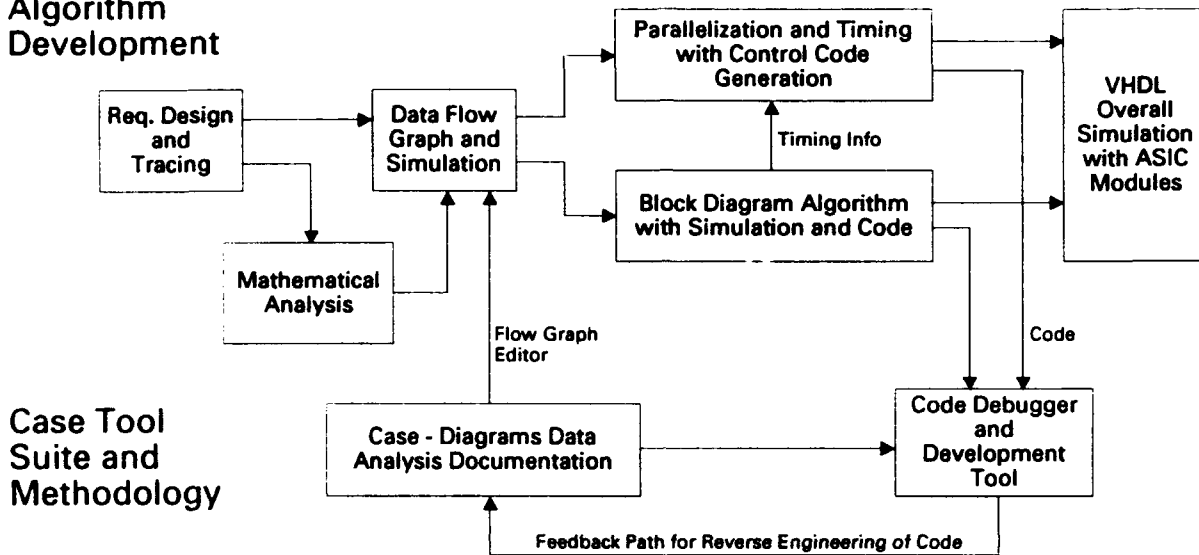 Algorithm
Development
Req. Design
and
Tracing
Mathematical
Analysis
Data Flow
Graph and
Simulation
Parallelization and Timing
with Control Code
Generation
Timing Info
Block Diagram Algorithm
with Simulation and Code
VHDL
Overall
Simulation
with ASIC
Modules
Flow Graph
Editor
Code
Case Tool
Suite and
Methodology
Case - Diagrams Data
Analysis Documentation
Code Debugger
and
Development
Tool
Feedback Path for Reverse Engineering of Code